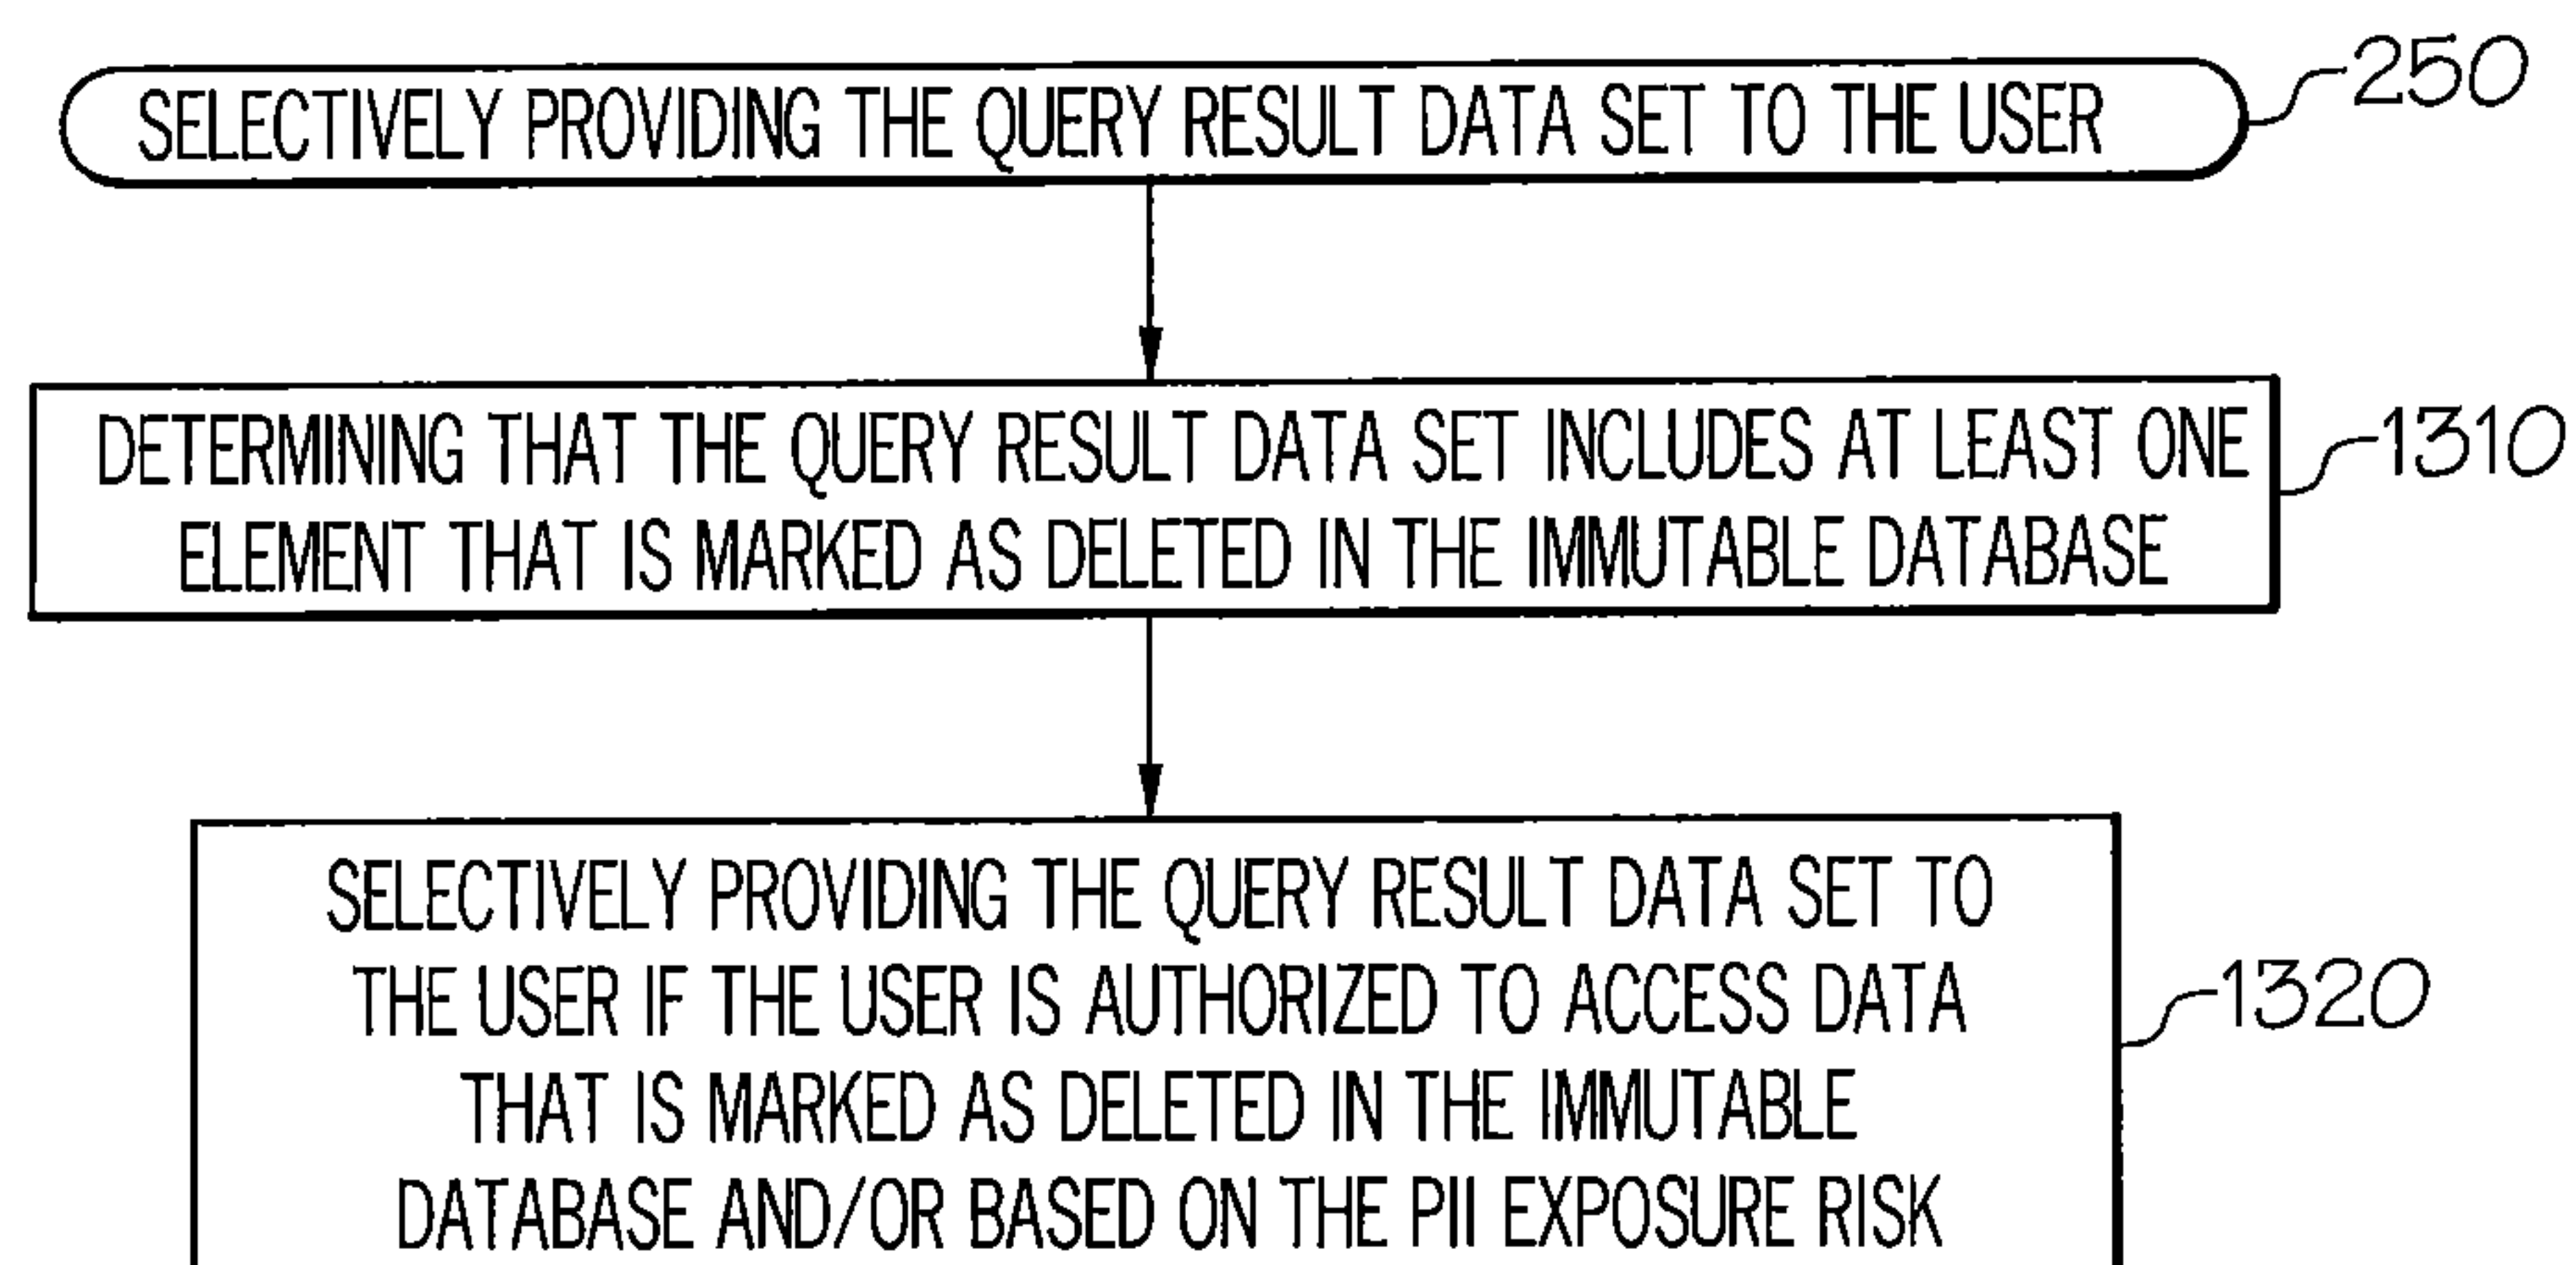 SELECTIVELY PROVIDING THE QUERY RESULT DATA SET TO THE USER
250
DETERMINING THAT THE QUERY RESULT DATA SET INCLUDES AT LEAST ONE
ELEMENT THAT IS MARKED AS DELETED IN THE IMMUTABLE DATABASE
1310
SELECTIVELY PROVIDING THE QUERY RESULT DATA SET TO
THE USER IF THE USER IS AUTHORIZED TO ACCESS DATA
THAT IS MARKED AS DELETED IN THE IMMUTABLE
DATABASE AND/OR BASED ON THE PII EXPOSURE RISK
1320